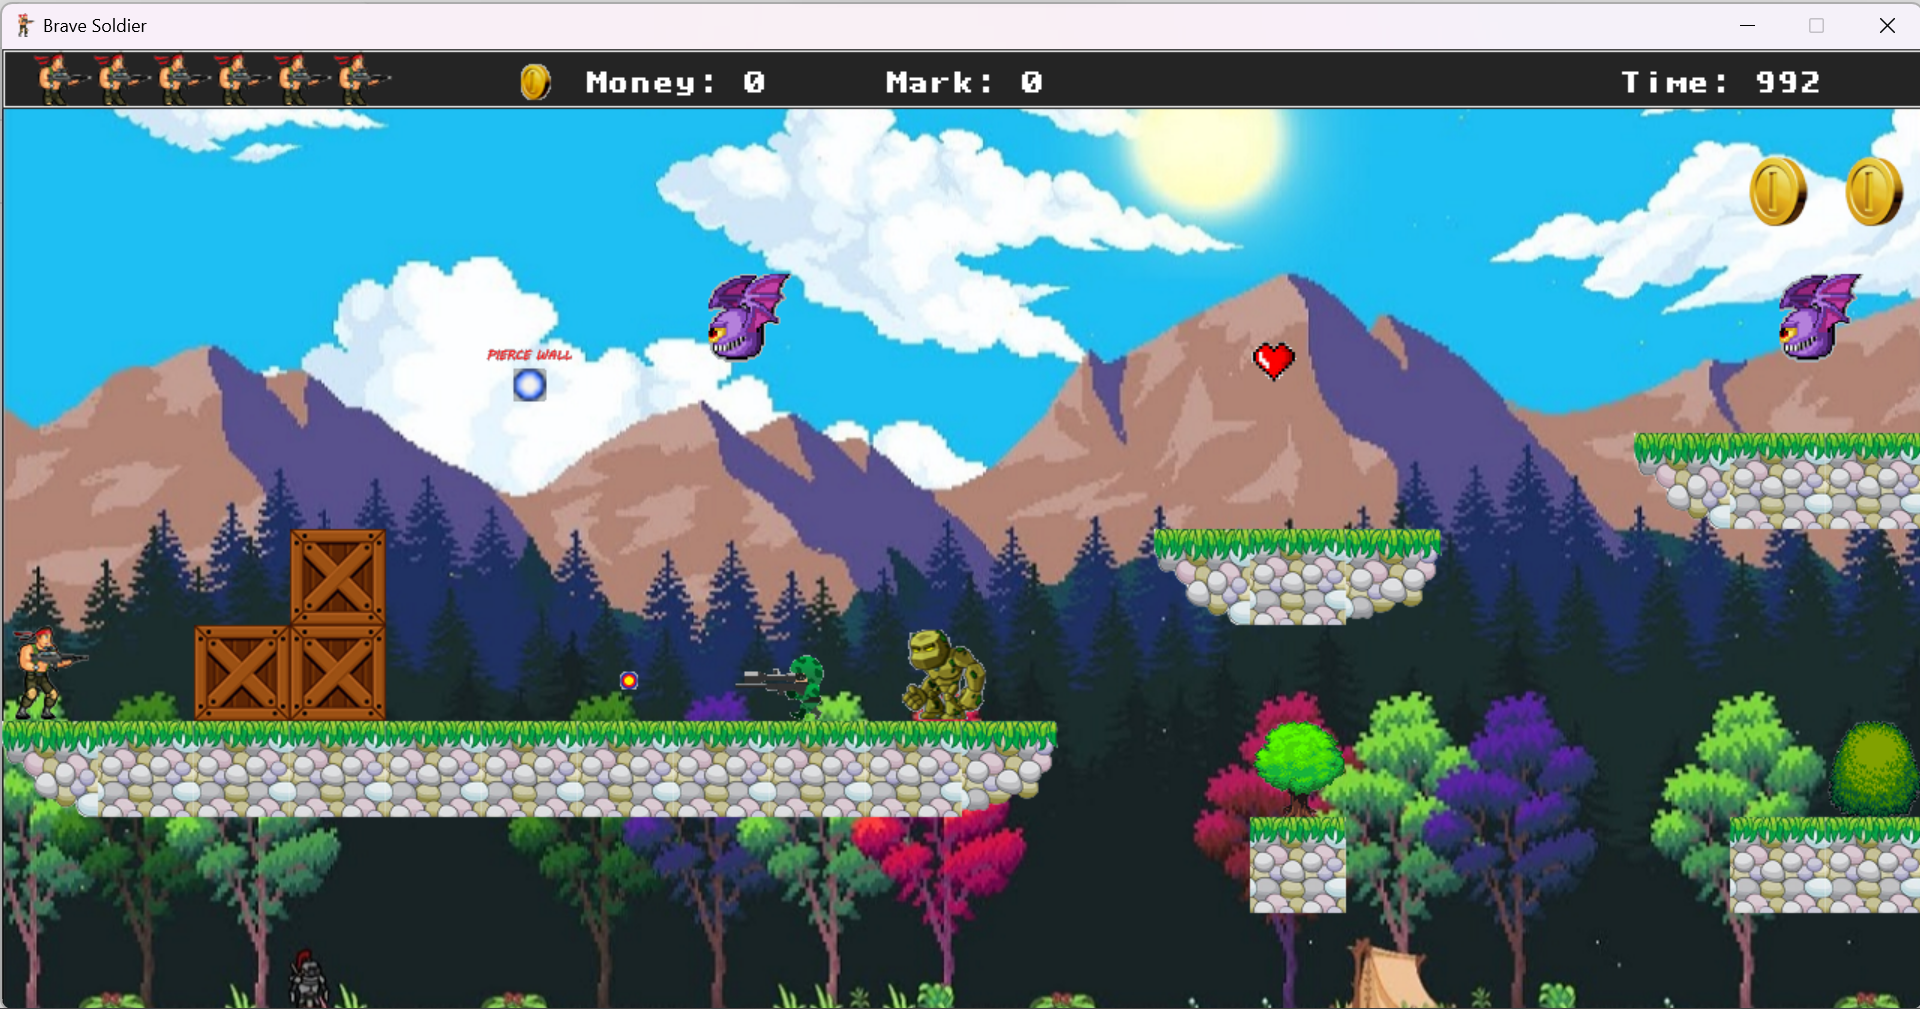 Brave Soldier
Money: 0
Mark: 0
Time: 992
PIERCE WALL